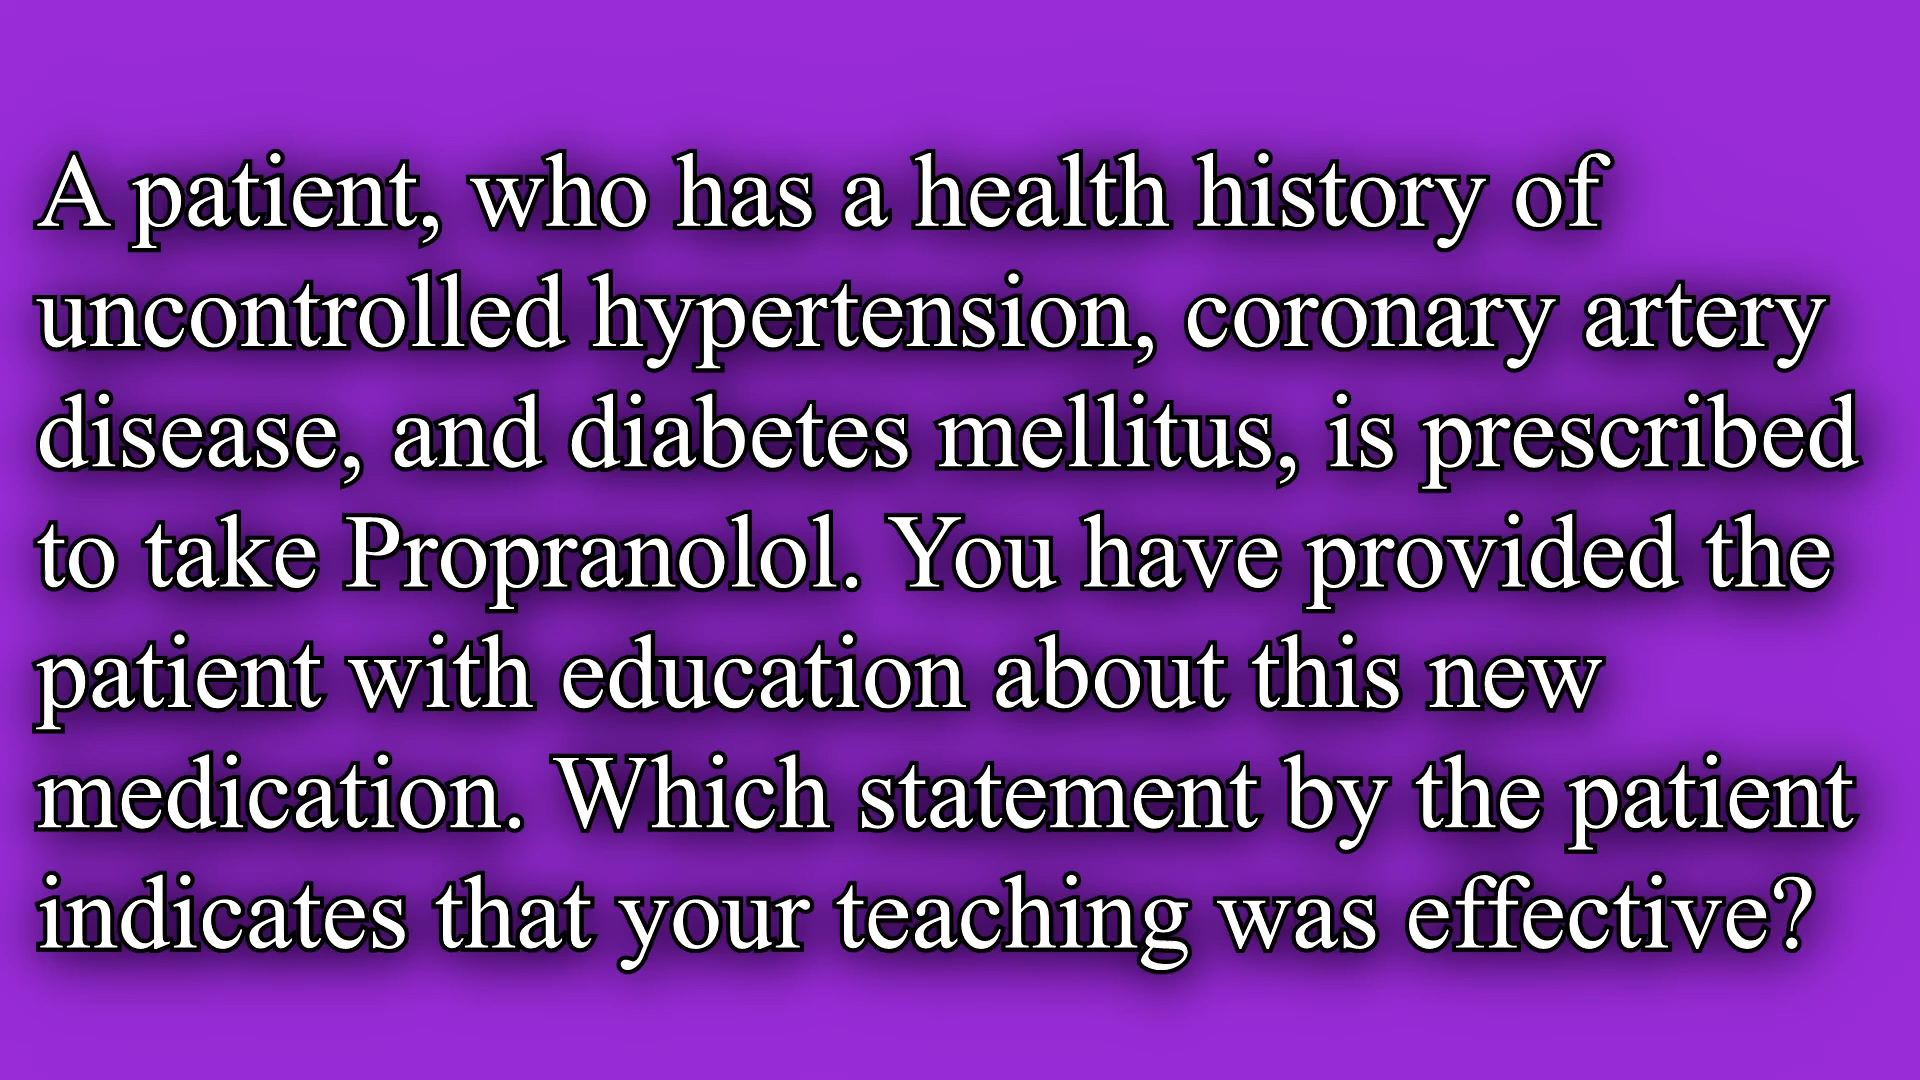 A patient, who has a health history of
uncontrolled hypertension, coronary artery
disease, and diabetes mellitus, is prescribed
to take Propranolol. You have provided the
patient with education about this new
medication. Which statement by the patient
indicates that your teaching was effective?